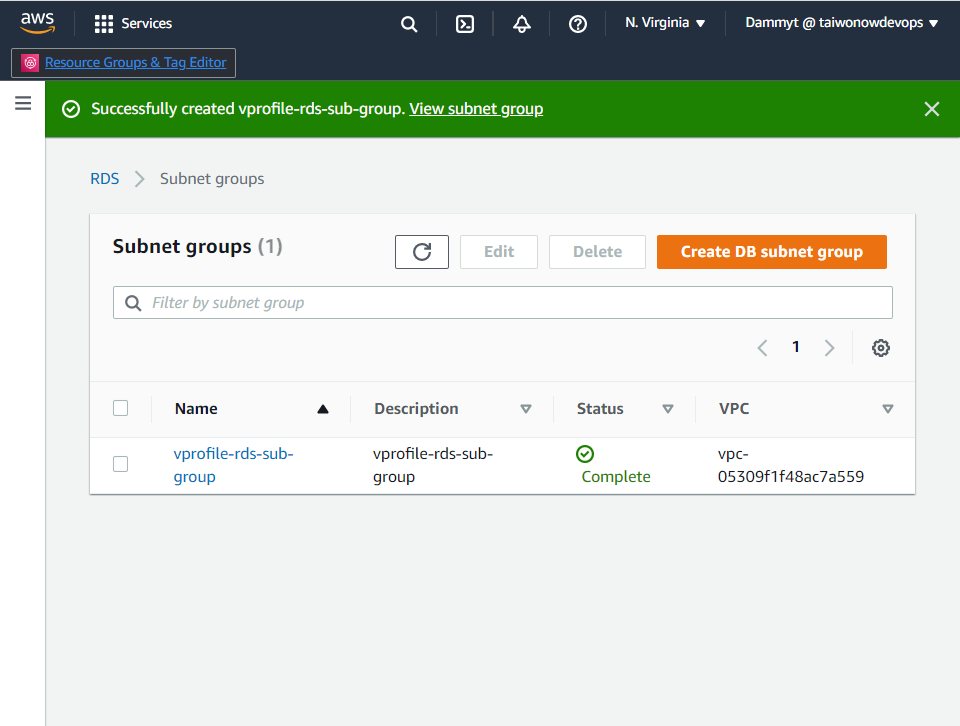 aws Services N. Virginia Dammyt @ taiwonowdevops
Resource Groups & Tag Editor
Successfully created vprofile-rds-sub-group. View subnet group
RDS Subnet groups
Subnet groups (1) Edit Delete Create DB subnet group
Filter by subnet group
1
Name Description Status VPC
vprofile-rds-sub- vprofile-rds-sub- vpc-
group group Complete 05309f1f48ac7a559